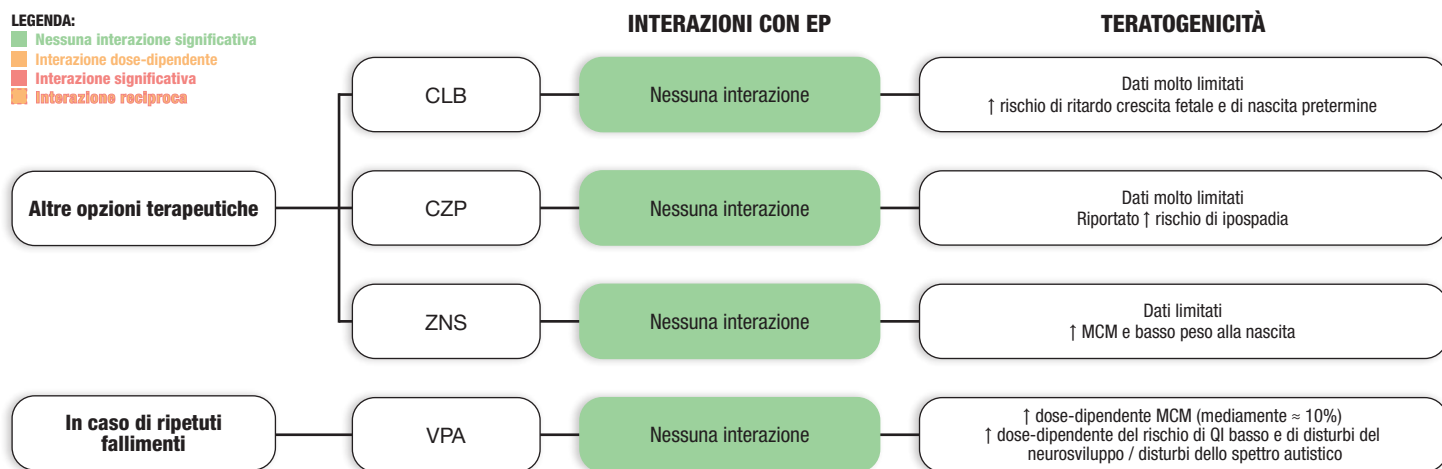 LEGENDA:
Nessuna interazione significativa
Interazione dose-dipendente
Interazione significativa
Interazione reciproca
INTERAZIONI CON EP
TERATOGENICITÀ
CLB
Nessuna interazione
Dati molto limitati
↑ rischio di ritardo crescita fetale e di nascita pretermine
Altre opzioni terapeutiche
CZP
Nessuna interazione
Dati molto limitati
Riportato ↑ rischio di ipospadia
ZNS
Nessuna interazione
Dati limitati
↑ MCM e basso peso alla nascita
In caso di ripetuti
fallimenti
VPA
Nessuna interazione
↑ dose-dipendente MCM (mediamente ≈ 10%)
↑ dose-dipendente del rischio di QI basso e di disturbi del
neurosviluppo / disturbi dello spettro autistico